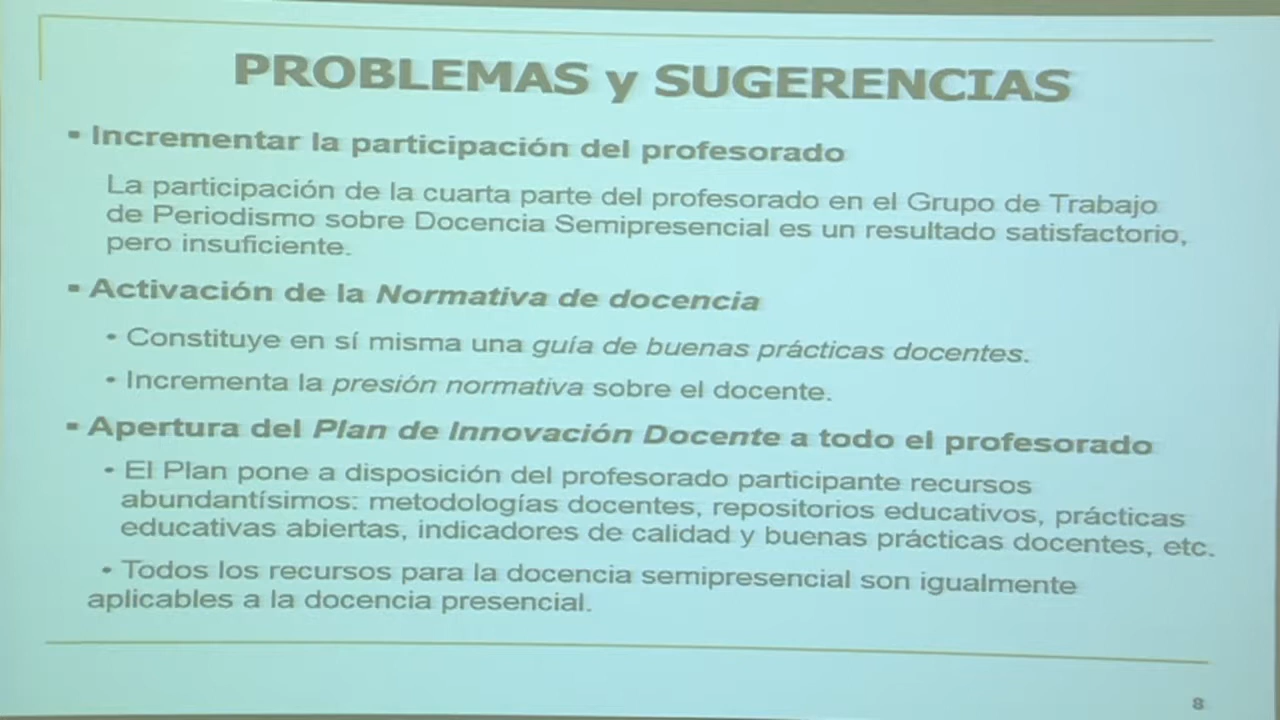 PROBLEMAS y SUGERENCIAS
▪ Incrementar la participación del profesorado
La participación de la cuarta parte del profesorado en el Grupo de Trabajo
de Periodismo sobre Docencia Semipresencial es un resultado satisfactorio,
pero insuficiente.
▪ Activación de la Normativa de docencia
• Constituye en sí misma una guía de buenas prácticas docentes.
• Incrementa la presión normativa sobre el docente.
▪ Apertura del Plan de Innovación Docente a todo el profesorado
• El Plan pone a disposición del profesorado participante recursos
abundantísimos: metodologías docentes, repositorios educativos, prácticas
educativas abiertas, indicadores de calidad y buenas prácticas docentes, etc.
• Todos los recursos para la docencia semipresencial son igualmente
aplicables a la docencia presencial.
8